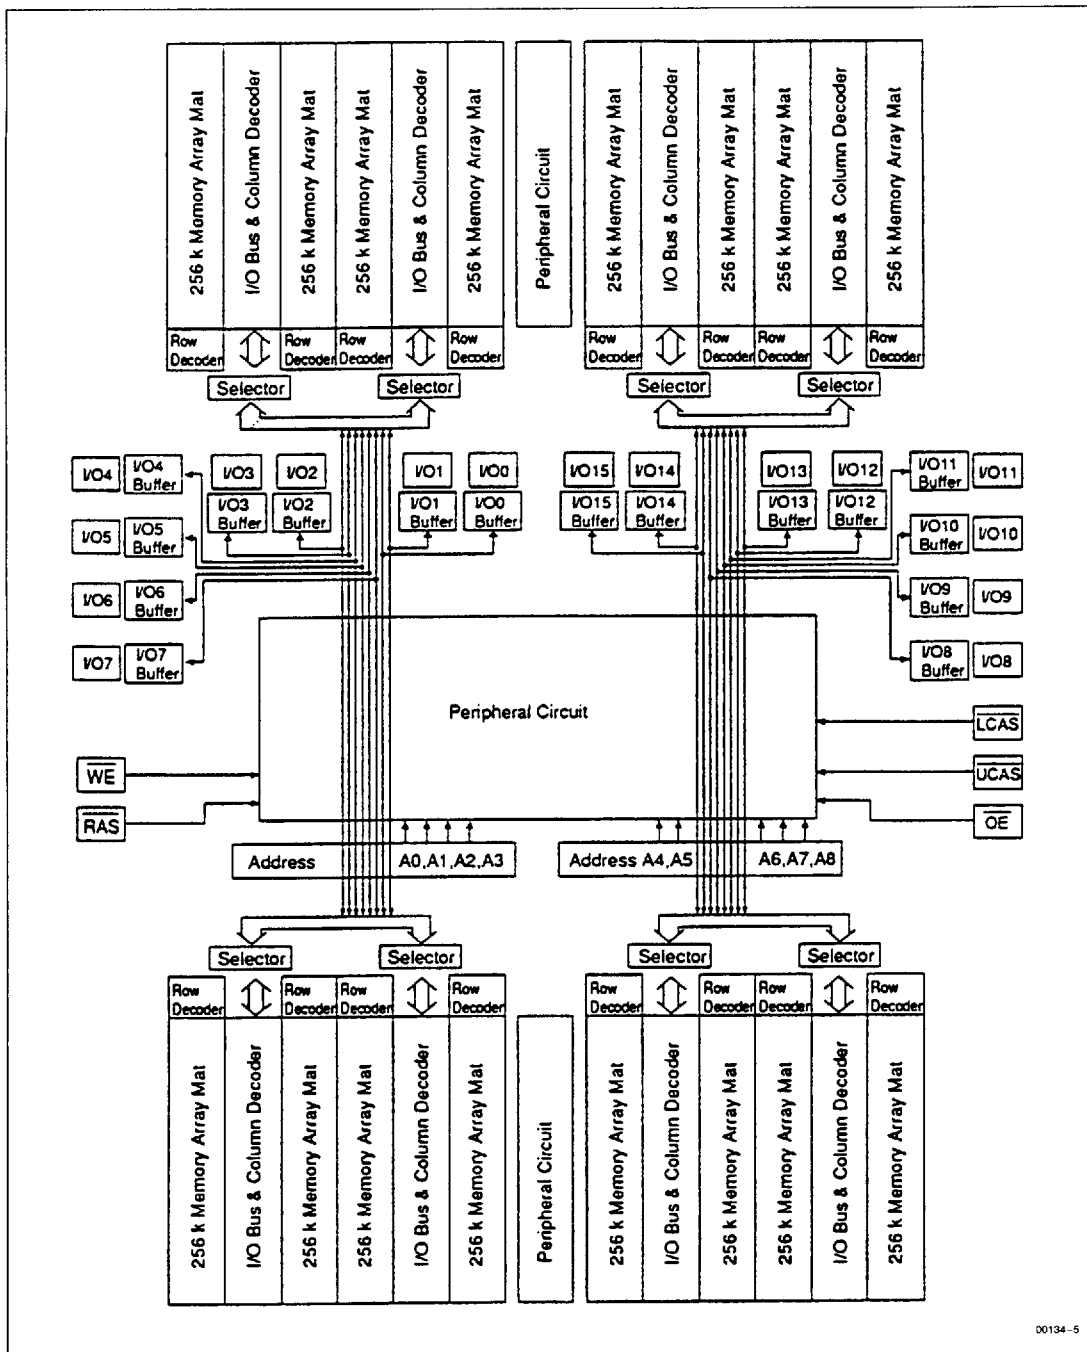 256 k Memory Array Mat
I/O Bus & Column Decoder
256 k Memory Array Mat
256 k Memory Array Mat
I/O Bus & Column Decoder
256 k Memory Array Mat
Peripheral Circuit
256 k Memory Array Mat
I/O Bus & Column Decoder
256 k Memory Array Mat
256 k Memory Array Mat
I/O Bus & Column Decoder
256 k Memory Array Mat
Row Decoder
Row Decoder
Row Decoder
Row Decoder
Row Decoder
Row Decoder
Row Decoder
Row Decoder
Selector
Selector
Selector
Selector
I/O4
I/O4 Buffer
I/O3
I/O2
I/O1
I/O0
I/O15
I/O14
I/O13
I/O12
I/O11 Buffer
I/O11
I/O3 Buffer
I/O2 Buffer
I/O1 Buffer
I/O0 Buffer
I/O15 Buffer
I/O14 Buffer
I/O13 Buffer
I/O12 Buffer
I/O5
I/O5 Buffer
I/O10 Buffer
I/O10
I/O6
I/O6 Buffer
I/O9 Buffer
I/O9
I/O7
I/O7 Buffer
I/O8 Buffer
I/O8
Peripheral Circuit
LCAS
WE
UCAS
RAS
OE
Address A0,A1,A2,A3
Address A4,A5 A6,A7,A8
Selector
Selector
Selector
Selector
Row Decoder
Row Decoder
Row Decoder
Row Decoder
Row Decoder
Row Decoder
Row Decoder
Row Decoder
256 k Memory Array Mat
I/O Bus & Column Decoder
256 k Memory Array Mat
256 k Memory Array Mat
I/O Bus & Column Decoder
256 k Memory Array Mat
Peripheral Circuit
256 k Memory Array Mat
I/O Bus & Column Decoder
256 k Memory Array Mat
256 k Memory Array Mat
I/O Bus & Column Decoder
256 k Memory Array Mat
00134-5